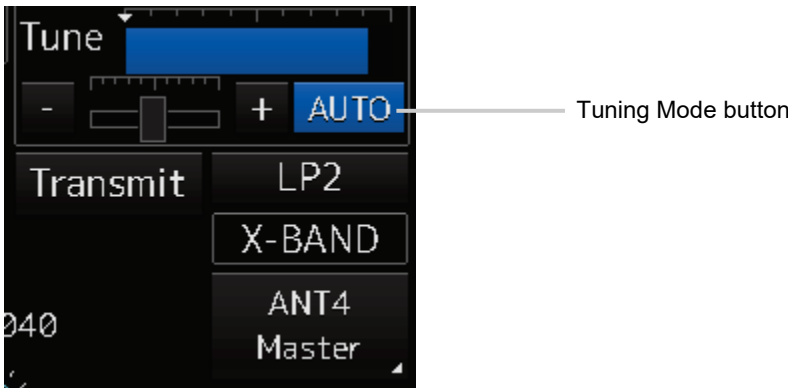 Tune
- + AUTO Tuning Mode button
Transmit LP2
X-BAND
ANT4
040 Master